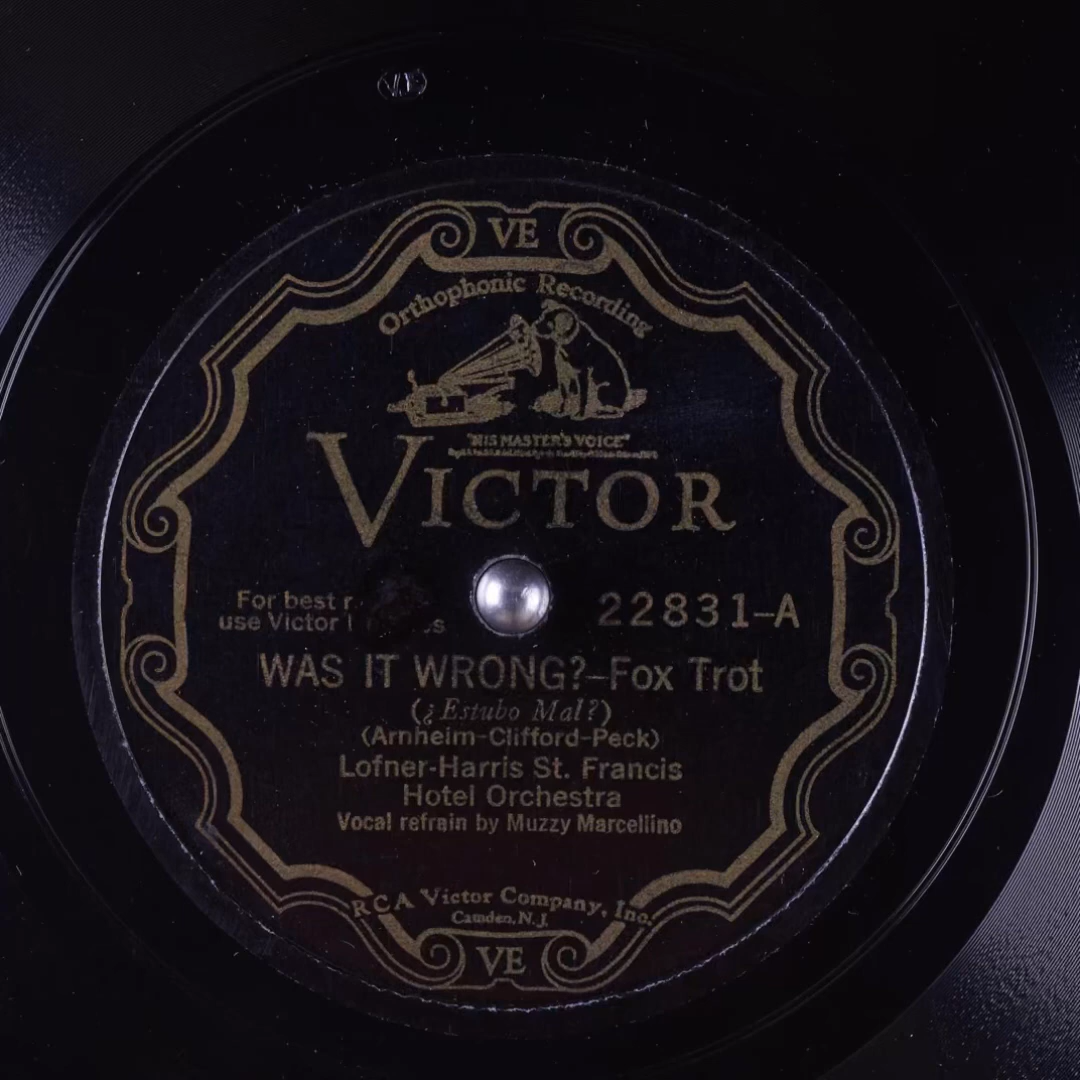 VE
VE
Orthophonic Recording
"HIS MASTER'S VOICE"
VICTOR
For best
use Victor
22831-A
WAS IT WRONG?-Fox Trot
(¿Estubo Mal?)
(Arnheim-Clifford-Peck)
Lofner-Harris St. Francis
Hotel Orchestra
Vocal refrain by Muzzy Marcellino
RCA Victor Company, Inc.
Camden, N. J.
VE